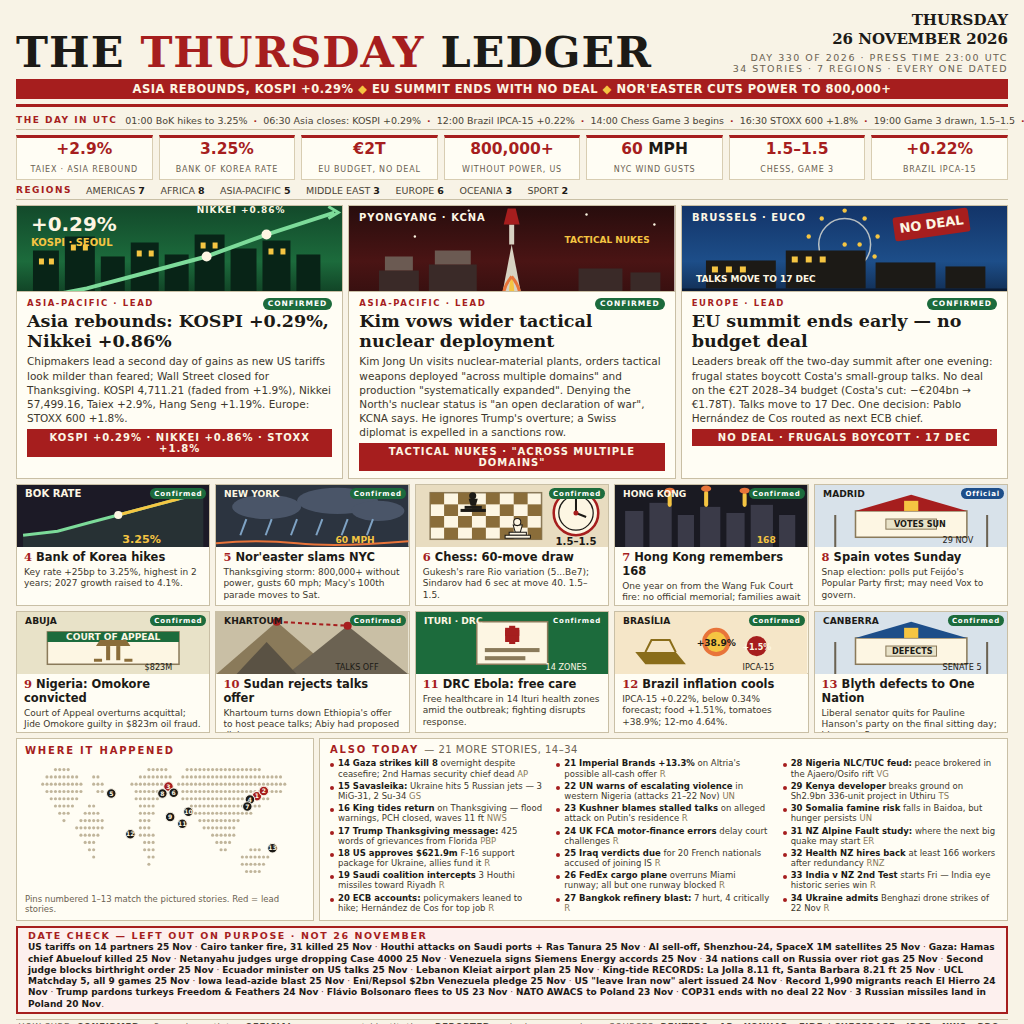 THE THURSDAY LEDGER
THURSDAY
26 NOVEMBER 2026
DAY 330 OF 2026 · PRESS TIME 23:00 UTC
34 STORIES · 7 REGIONS · EVERY ONE DATED
ASIA REBOUNDS, KOSPI +0.29% ◆ EU SUMMIT ENDS WITH NO DEAL ◆ NOR'EASTER CUTS POWER TO 800,000+
THE DAY IN UTC 01:00 BoK hikes to 3.25% · 06:30 Asia closes: KOSPI +0.29% · 12:00 Brazil IPCA-15 +0.22% · 14:00 Chess Game 3 begins · 16:30 STOXX 600 +1.8% · 19:00 Game 3 drawn, 1.5–1.5 ·
+2.9%
TAIEX · ASIA REBOUND
3.25%
BANK OF KOREA RATE
€2T
EU BUDGET, NO DEAL
800,000+
WITHOUT POWER, US
60 MPH
NYC WIND GUSTS
1.5–1.5
CHESS, GAME 3
+0.22%
BRAZIL IPCA-15
REGIONS AMERICAS 7 AFRICA 8 ASIA-PACIFIC 5 MIDDLE EAST 3 EUROPE 6 OCEANIA 3 SPORT 2
NIKKEI +0.86%
+0.29%
KOSPI · SEOUL
ASIA-PACIFIC · LEAD CONFIRMED
Asia rebounds: KOSPI +0.29%,
Nikkei +0.86%
Chipmakers lead a second day of gains as new US tariffs
look milder than feared; Wall Street closed for
Thanksgiving. KOSPI 4,711.21 (faded from +1.9%), Nikkei
57,499.16, Taiex +2.9%, Hang Seng +1.19%. Europe:
STOXX 600 +1.8%.
KOSPI +0.29% · NIKKEI +0.86% · STOXX
+1.8%
PYONGYANG · KCNA
TACTICAL NUKES
ASIA-PACIFIC · LEAD CONFIRMED
Kim vows wider tactical
nuclear deployment
Kim Jong Un visits nuclear-material plants, orders tactical
weapons deployed "across multiple domains" and
production "systematically expanded". Denying the
North's nuclear status is "an open declaration of war",
KCNA says. He ignores Trump's overture; a Swiss
diplomat is expelled in a sanctions row.
TACTICAL NUKES · "ACROSS MULTIPLE
DOMAINS"
BRUSSELS · EUCO
NO DEAL
TALKS MOVE TO 17 DEC
EUROPE · LEAD CONFIRMED
EU summit ends early — no
budget deal
Leaders break off the two-day summit after one evening:
frugal states boycott Costa's small-group talks. No deal
on the €2T 2028–34 budget (Costa's cut: −€204bn →
€1.78T). Talks move to 17 Dec. One decision: Pablo
Hernández de Cos routed as next ECB chief.
NO DEAL · FRUGALS BOYCOTT · 17 DEC
BOK RATE Confirmed
3.25%
4 Bank of Korea hikes
Key rate +25bp to 3.25%, highest in 2
years; 2027 growth raised to 4.1%.
NEW YORK Confirmed
60 MPH
5 Nor'easter slams NYC
Thanksgiving storm: 800,000+ without
power, gusts 60 mph; Macy's 100th
parade moves to Sat.
Confirmed
1.5–1.5
6 Chess: 60-move draw
Gukesh's rare Rio variation (5...Be7);
Sindarov had 6 sec at move 40. 1.5–
1.5.
HONG KONG Confirmed
168
7 Hong Kong remembers
168
One year on from the Wang Fuk Court
fire: no official memorial; families await
MADRID Official
VOTES SUN
29 NOV
8 Spain votes Sunday
Snap election: polls put Feijóo's
Popular Party first; may need Vox to
govern.
ABUJA Confirmed
COURT OF APPEAL
$823M
9 Nigeria: Omokore
convicted
Court of Appeal overturns acquittal;
Jide Omokore guilty in $823m oil fraud.
KHARTOUM Confirmed
TALKS OFF
10 Sudan rejects talks
offer
Khartoum turns down Ethiopia's offer
to host peace talks; Abiy had proposed
ITURI · DRC Confirmed
14 ZONES
11 DRC Ebola: free care
Free healthcare in 14 Ituri health zones
amid the outbreak; fighting disrupts
response.
BRASÍLIA Confirmed
+38.9%
IPCA-15
12 Brazil inflation cools
IPCA-15 +0.22%, below 0.34%
forecast; food +1.51%, tomatoes
+38.9%; 12-mo 4.64%.
CANBERRA Confirmed
DEFECTS
SENATE 5
13 Blyth defects to One
Nation
Liberal senator quits for Pauline
Hanson's party on the final sitting day;
WHERE IT HAPPENED
5
3
8 6
2
1
4
7
10
9
11
12
13
Pins numbered 1–13 match the pictured stories. Red = lead
stories.
ALSO TODAY — 21 MORE STORIES, 14–34
14 Gaza strikes kill 8 overnight despite
ceasefire; 2nd Hamas security chief dead AP
15 Savasleika: Ukraine hits 5 Russian jets — 3
MiG-31, 2 Su-34 GS
16 King tides return on Thanksgiving — flood
warnings, PCH closed, waves 11 ft NWS
17 Trump Thanksgiving message: 425
words of grievances from Florida PBP
18 US approves $621.9m F-16 support
package for Ukraine, allies fund it R
19 Saudi coalition intercepts 3 Houthi
missiles toward Riyadh R
20 ECB accounts: policymakers leaned to
hike; Hernández de Cos for top job R
21 Imperial Brands +13.3% on Altria's
possible all-cash offer R
22 UN warns of escalating violence in
western Nigeria (attacks 21–22 Nov) UN
23 Kushner blames stalled talks on alleged
attack on Putin's residence R
24 UK FCA motor-finance errors delay court
challenges R
25 Iraq verdicts due for 20 French nationals
accused of joining IS R
26 FedEx cargo plane overruns Miami
runway; all but one runway blocked R
27 Bangkok refinery blast: 7 hurt, 4 critically
R
28 Nigeria NLC/TUC feud: peace brokered in
the Ajaero/Osifo rift VG
29 Kenya developer breaks ground on
Sh2.9bn 336-unit project in Uthiru TS
30 Somalia famine risk falls in Baidoa, but
hunger persists UN
31 NZ Alpine Fault study: where the next big
quake may start ER
32 Health NZ hires back at least 166 workers
after redundancy RNZ
33 India v NZ 2nd Test starts Fri — India eye
historic series win R
34 Ukraine admits Benghazi drone strikes of
22 Nov R
DATE CHECK — LEFT OUT ON PURPOSE · NOT 26 NOVEMBER
US tariffs on 14 partners 25 Nov · Cairo tanker fire, 31 killed 25 Nov · Houthi attacks on Saudi ports + Ras Tanura 25 Nov · AI sell-off, Shenzhou-24, SpaceX 1M satellites 25 Nov · Gaza: Hamas
chief Abuelouf killed 25 Nov · Netanyahu judges urge dropping Case 4000 25 Nov · Venezuela signs Siemens Energy accords 25 Nov · 34 nations call on Russia over riot gas 25 Nov · Second
judge blocks birthright order 25 Nov · Ecuador minister on US talks 25 Nov · Lebanon Kleiat airport plan 25 Nov · King-tide RECORDS: La Jolla 8.11 ft, Santa Barbara 8.21 ft 25 Nov · UCL
Matchday 5, all 9 games 25 Nov · Iowa lead-azide blast 25 Nov · Eni/Repsol $2bn Venezuela pledge 25 Nov · US "leave Iran now" alert issued 24 Nov · Record 1,990 migrants reach El Hierro 24
Nov · Trump pardons turkeys Freedom & Feathers 24 Nov · Flávio Bolsonaro flees to US 23 Nov · NATO AWACS to Poland 23 Nov · COP31 ends with no deal 22 Nov · 3 Russian missiles land in
Poland 20 Nov.